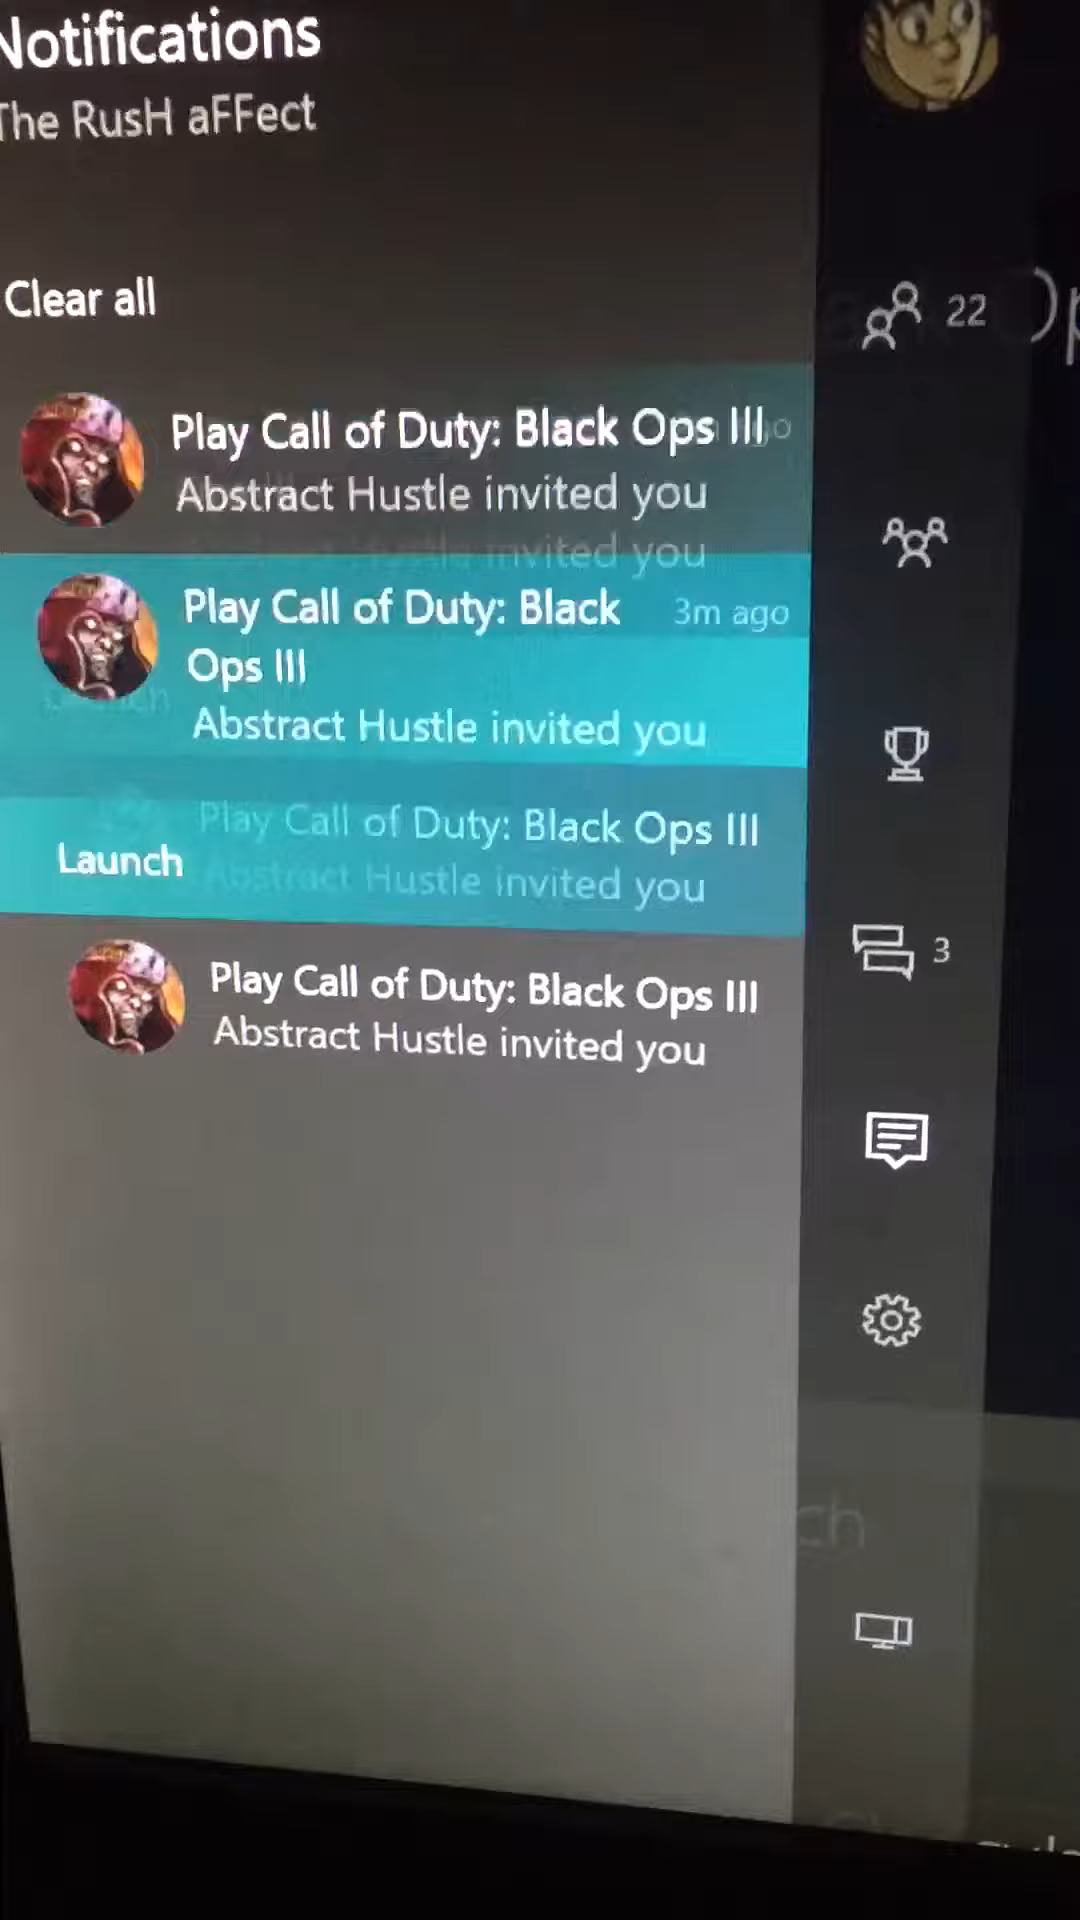 Notifications
The RusH aFFect
Clear all
22
Play Call of Duty: Black Ops III
Abstract Hustle invited you
invited you
Play Call of Duty: Black
3m ago
Ops III
Abstract Hustle invited you
Play Call of Duty: Black Ops III
Launch
Abstract Hustle invited you
3
Play Call of Duty: Black Ops III
Abstract Hustle invited you